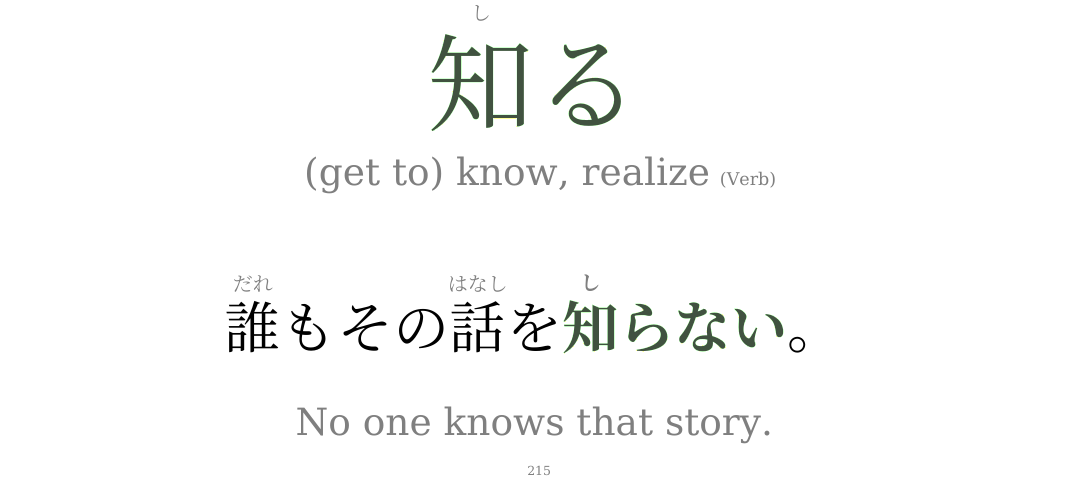 し
知る
(get to) know, realize (Verb)
だれ はなし し
誰もその話を知らない。
No one knows that story.
215